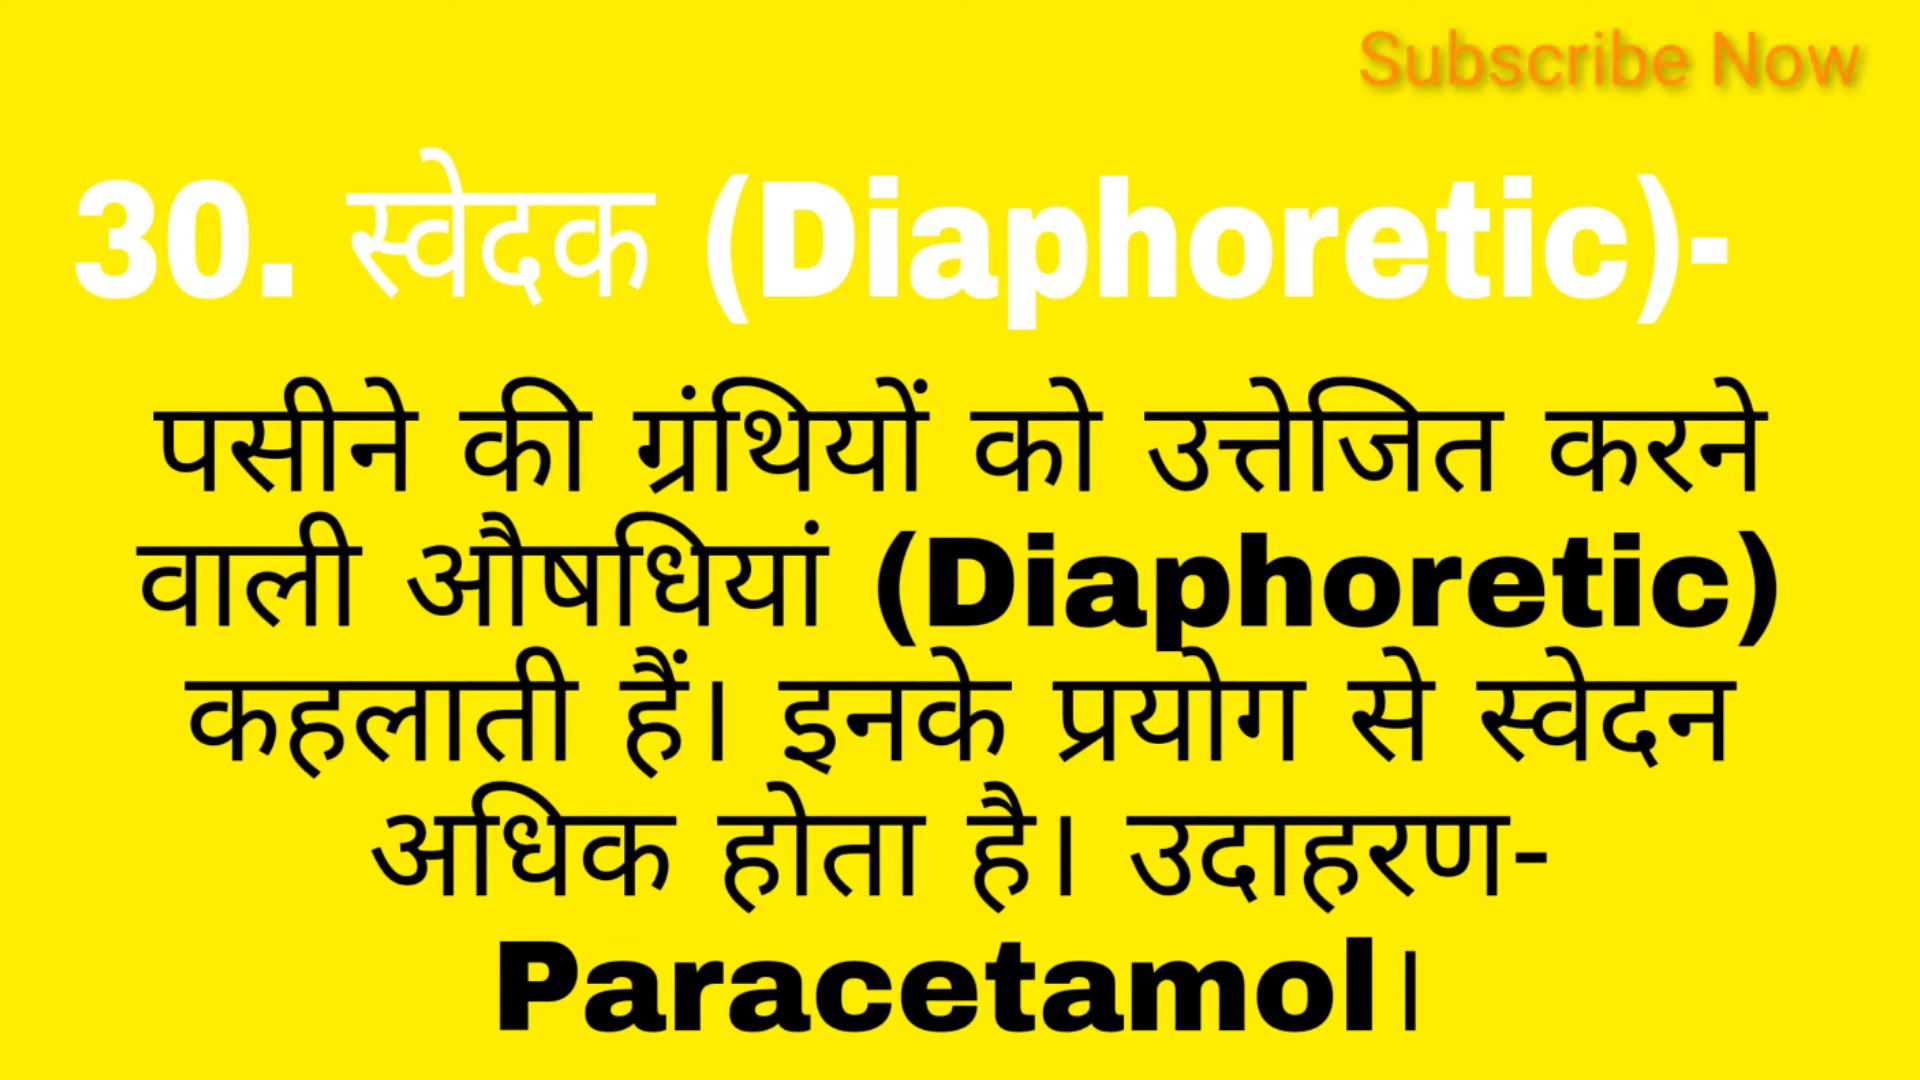 Subscribe Now
30. स्वेदक (Diaphoretic)-
पसीने की ग्रंथियों को उत्तेजित करने
वाली औषधियां (Diaphoretic)
कहलाती हैं। इनके प्रयोग से स्वेदन
अधिक होता है। उदाहरण-
Paracetamol।